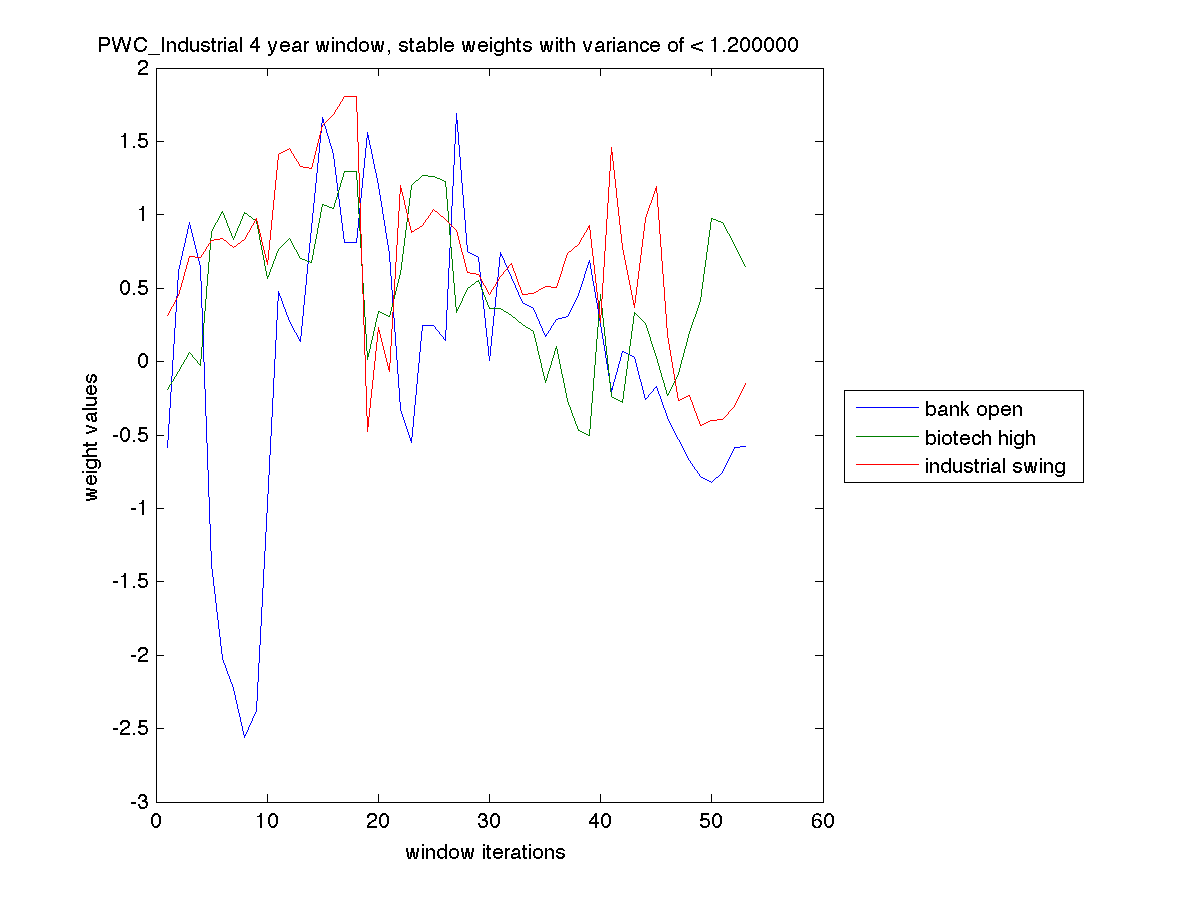 PWC_Industrial 4 year window, stable weights with variance of < 1.200000
2
1.5
1
0.5
0
-0.5
-1
-1.5
-2
-2.5
-3
weight values
0 10 20 30 40 50 60
window iterations
bank open
biotech high
industrial swing